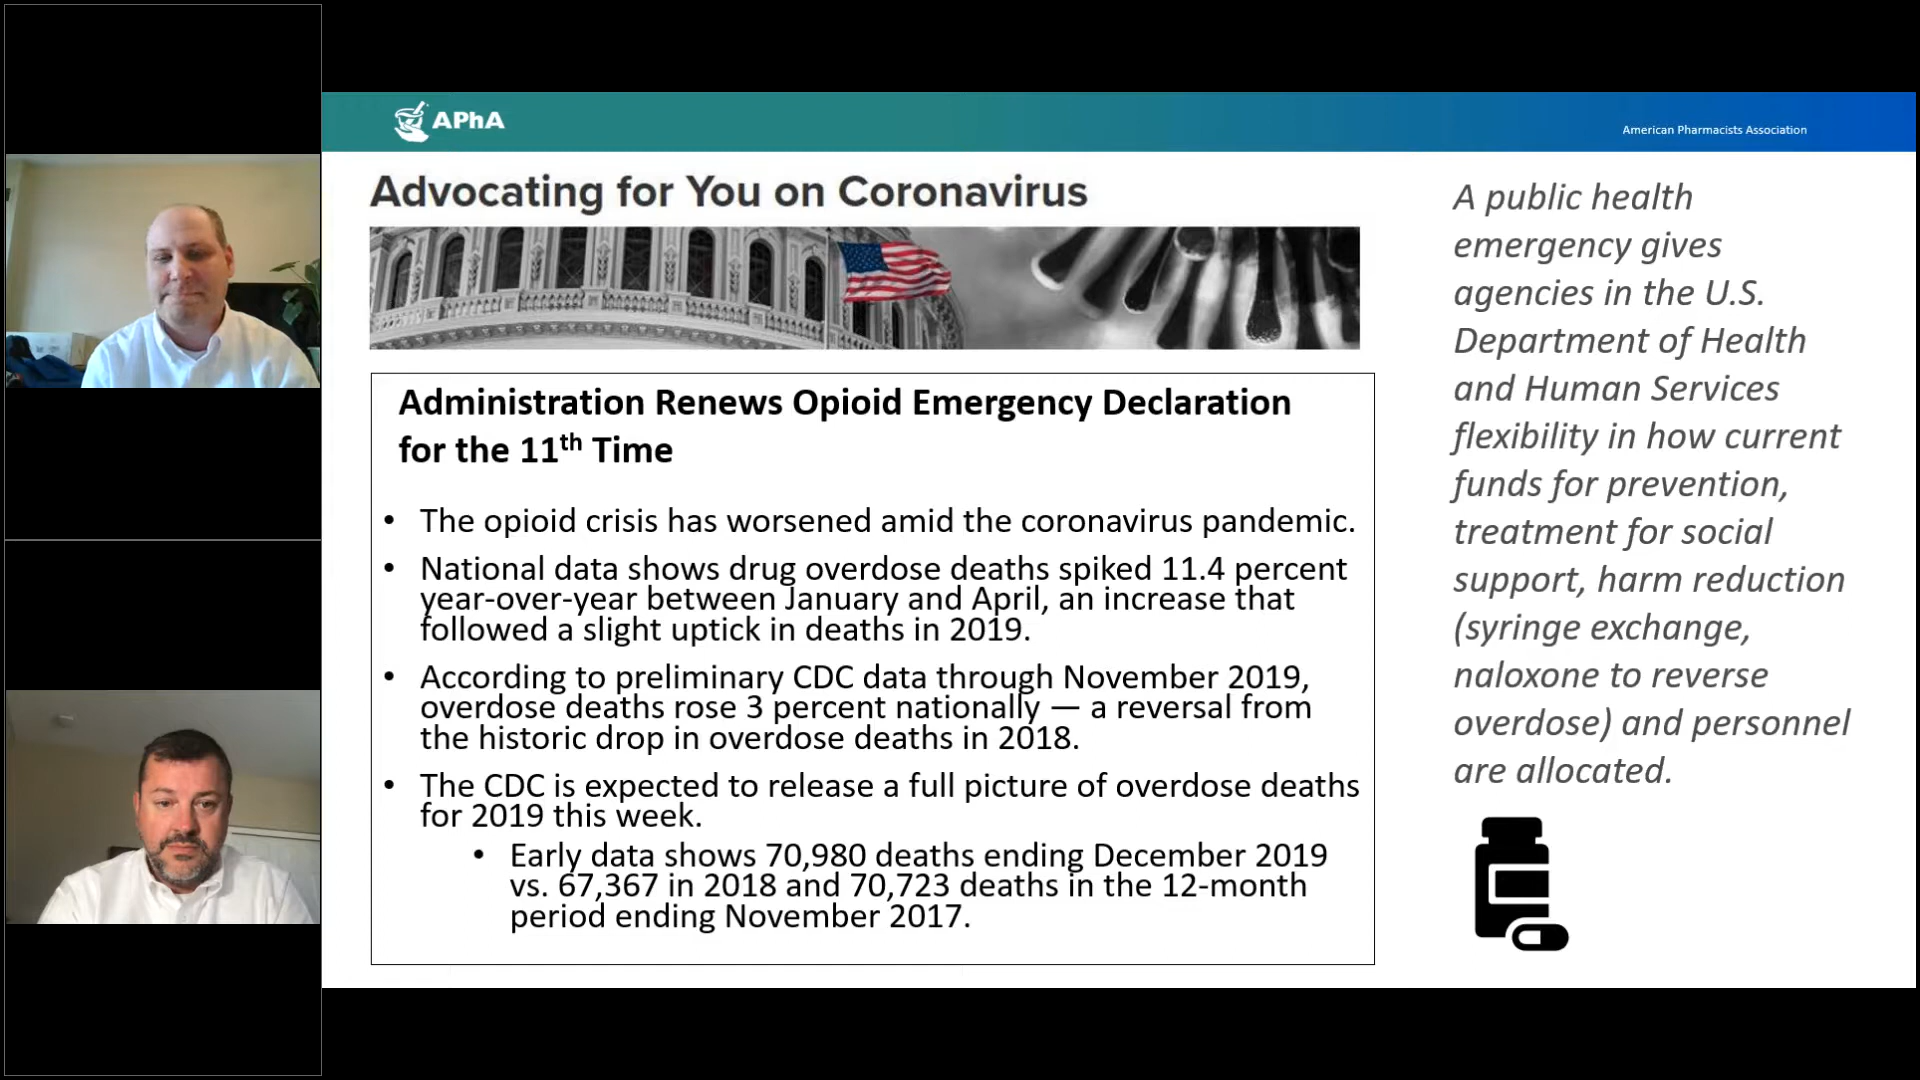 APhA
American Pharmacists Association
Advocating for You on Coronavirus
Administration Renews Opioid Emergency Declaration
for the 11th Time
• The opioid crisis has worsened amid the coronavirus pandemic.
• National data shows drug overdose deaths spiked 11.4 percent
year-over-year between January and April, an increase that
followed a slight uptick in deaths in 2019.
• According to preliminary CDC data through November 2019,
overdose deaths rose 3 percent nationally — a reversal from
the historic drop in overdose deaths in 2018.
• The CDC is expected to release a full picture of overdose deaths
for 2019 this week.
• Early data shows 70,980 deaths ending December 2019
vs. 67,367 in 2018 and 70,723 deaths in the 12-month
period ending November 2017.
A public health
emergency gives
agencies in the U.S.
Department of Health
and Human Services
flexibility in how current
funds for prevention,
treatment for social
support, harm reduction
(syringe exchange,
naloxone to reverse
overdose) and personnel
are allocated.